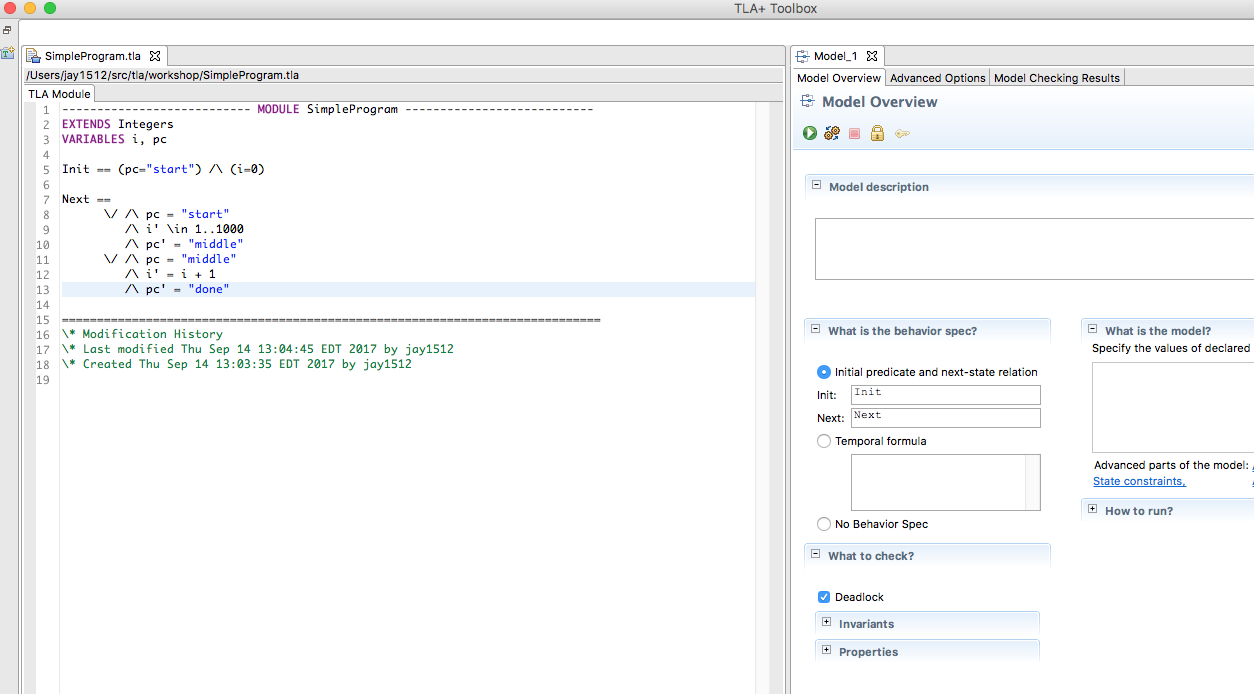 TLA+ Toolbox
SimpleProgram.tla
/Users/jay1512/src/tla/workshop/SimpleProgram.tla
TLA Module
1 --------------------------- MODULE SimpleProgram ---------------------------
2 EXTENDS Integers
3 VARIABLES i, pc
4
5 Init == (pc="start") /\ (i=0)
6
7 Next ==
8 \/ /\ pc = "start"
9 /\ i' \in 1..1000
10 /\ pc' = "middle"
11 \/ /\ pc = "middle"
12 /\ i' = i + 1
13 /\ pc' = "done"
14
15 =============================================================================
16 \* Modification History
17 \* Last modified Thu Sep 14 13:04:45 EDT 2017 by jay1512
18 \* Created Thu Sep 14 13:03:35 EDT 2017 by jay1512
19
Model_1
Model Overview Advanced Options Model Checking Results
Model Overview
Model description
What is the behavior spec?
Initial predicate and next-state relation
Init: Init
Next: Next
Temporal formula
No Behavior Spec
What to check?
Deadlock
Invariants
Properties
What is the model?
Specify the values of declared
Advanced parts of the model:
State constraints,
How to run?